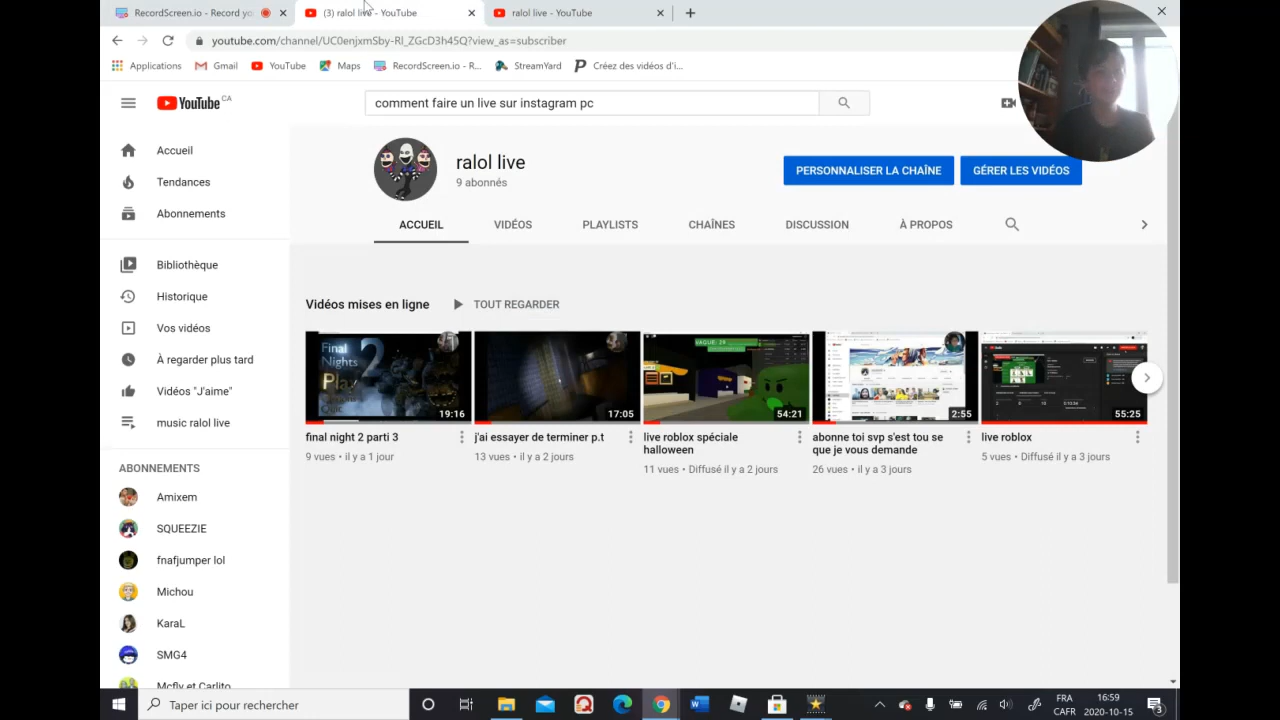 RecordScreen.io - Record yo
(3) ralol live - YouTube
ralol live - YouTube
youtube.com/channel/UC0enjxmSby-Rl_ZGcD3h45Q?view_as=subscriber
Applications
Gmail
YouTube
Maps
RecordScreen.io - R...
StreamYard
Créez des vidéos d'i...
YouTube CA
comment faire un live sur instagram pc
Accueil
Tendances
Abonnements
Bibliothèque
Historique
Vos vidéos
À regarder plus tard
Vidéos "J'aime"
music ralol live
ABONNEMENTS
Amixem
SQUEEZIE
fnafjumper lol
Michou
KaraL
SMG4
Mcfly et Carlito
ralol live
9 abonnés
PERSONNALISER LA CHAÎNE
GÉRER LES VIDÉOS
ACCUEIL
VIDÉOS
PLAYLISTS
CHAÎNES
DISCUSSION
À PROPOS
Vidéos mises en ligne
TOUT REGARDER
Final
Nights
2
19:16
final night 2 parti 3
9 vues • il y a 1 jour
17:05
j'ai essayer de terminer p.t
13 vues • il y a 2 jours
VAGUE: 29
54:21
live roblox spéciale
halloween
11 vues • Diffusé il y a 2 jours
2:55
abonne toi svp s'est tou se
que je vous demande
26 vues • il y a 3 jours
55:25
live roblox
5 vues • Diffusé il y a 3 jours
Taper ici pour rechercher
FRA
CAFR
16:59
2020-10-15
3